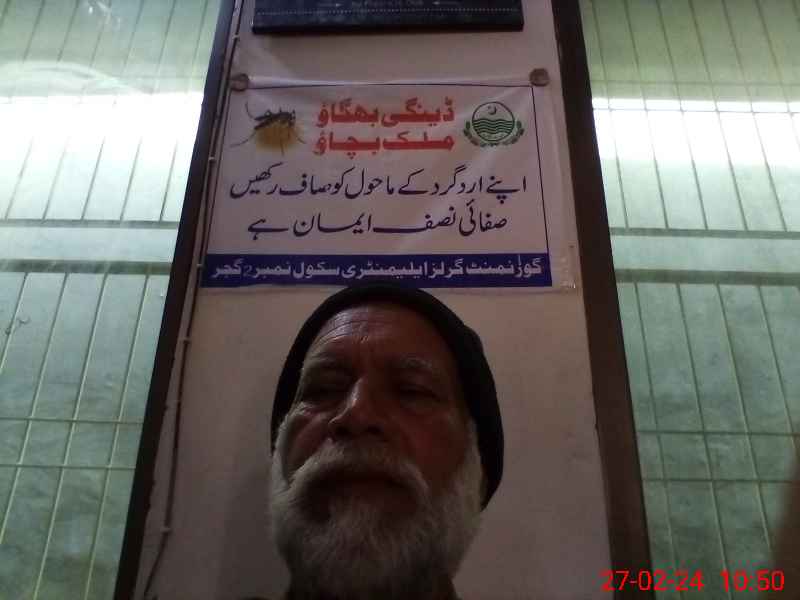 ڈینگی بھگاؤ
ملک بچاؤ
اپنے اردگرد کے ماحول کو صاف رکھیں
صفائی نصف ایمان ہے
گورنمنٹ گرلز ایلیمنٹری سکول نمبر 2 گجر
27-02-24 10:50